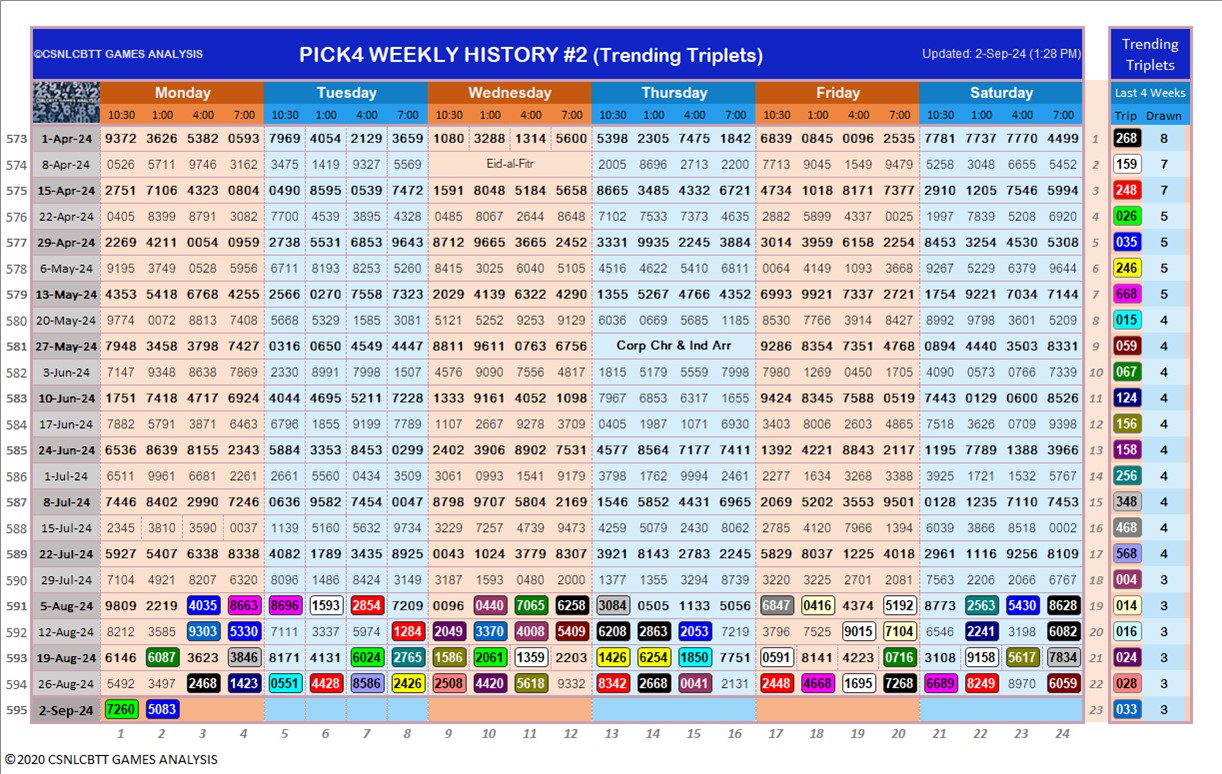 ©CSNLCBTT GAMES ANALYSIS PICK4 WEEKLY HISTORY #2 (Trending Triplets) Updated: 2-Sep-24 (1:28 PM) Trending Triplets
Monday Tuesday Wednesday Thursday Friday Saturday Last 4 Weeks
10:30 1:00 4:00 7:00 10:30 1:00 4:00 7:00 10:30 1:00 4:00 7:00 10:30 1:00 4:00 7:00 10:30 1:00 4:00 7:00 10:30 1:00 4:00 7:00 Trip Drawn
573 1-Apr-24 9372 3626 5382 0593 7969 4054 2129 3659 1080 3288 1314 5600 5398 2305 7475 1842 6839 0845 0096 2535 7781 7737 7770 4499 1 268 8
574 8-Apr-24 0526 5711 9746 3162 3475 1419 9327 5569 Eid-al-Fitr 2005 8696 2713 2200 7713 9045 1549 9479 5258 3048 6655 5452 2 159 7
575 15-Apr-24 2751 7106 4323 0804 0490 8595 0539 7472 1591 8048 5184 5658 8665 3485 4332 6721 4734 1018 8171 7377 2910 1205 7546 5994 3 248 7
576 22-Apr-24 0405 8399 8791 3082 7700 4539 3895 4328 0485 8067 2644 8648 7102 7533 7373 4635 2882 5899 4337 0025 1997 7839 5208 6920 4 026 5
577 29-Apr-24 2269 4211 0054 0959 2738 5531 6853 9643 8712 9665 3665 2452 3331 9935 2245 3884 3014 3959 6158 2254 8453 3254 4530 5308 5 035 5
578 6-May-24 9195 3749 0528 5956 6711 8193 8253 5260 8415 3025 6040 5105 4516 4622 5410 6811 0064 4149 1093 3668 9267 5229 6379 9644 6 246 5
579 13-May-24 4353 5418 6768 4255 2566 0270 7558 7323 2029 4139 6322 4290 1355 5267 4766 4352 6993 9921 7337 2721 1754 9221 7034 7144 7 668 5
580 20-May-24 9774 0072 8813 7408 5668 5329 1585 3081 5121 5252 9253 9129 6036 0669 5685 1185 8530 7766 3914 8427 8992 9798 3601 5209 8 015 4
581 27-May-24 7948 3458 3798 7427 0316 0650 4549 4447 9811 9611 0763 6756 Corp Chr & Ind Arr 9286 8354 7351 4768 0894 4440 3503 8331 9 059 4
582 3-Jun-24 7147 9348 8638 7869 2330 8991 7998 1507 4576 9090 7556 4817 1815 5179 5559 7998 7980 1269 0450 1705 4090 0573 0766 7339 10 067 4
583 10-Jun-24 1751 7418 4717 6924 4044 4695 5211 7228 1333 9161 4052 1098 7967 6853 6317 1655 9424 8345 7588 0519 7443 0129 0600 8526 11 124 4
584 17-Jun-24 7882 5791 3871 6463 6796 1855 9199 7789 1107 2667 9278 3709 0405 1987 1071 6930 3403 8006 2603 4865 7518 3626 0709 9398 12 156 4
585 24-Jun-24 6536 8639 8155 2343 5884 3353 8453 0299 2402 3906 8902 7531 4577 8564 7177 7411 1392 4221 8843 2117 1195 7789 1388 3966 13 158 4
586 1-Jul-24 6511 9961 6681 2261 2661 5560 0434 3509 0061 0993 1541 9179 3798 1762 9994 2461 2277 1634 3268 3388 3925 1721 1532 5767 14 256 4
587 8-Jul-24 7446 8402 2990 7246 0636 9582 7454 0047 8798 9707 5804 2169 1546 5852 4431 6965 2069 5202 3553 9501 0128 1235 7110 7453 15 348 4
588 15-Jul-24 2345 3810 3590 0037 1139 5160 5632 9734 3229 7257 4739 9473 4259 5079 2430 8062 2785 4120 7966 1394 6039 3866 8518 0002 16 468 4
589 22-Jul-24 5927 5407 6338 8338 4082 1789 3435 8925 0043 1024 3779 8307 3921 8143 2783 2245 5829 8037 1225 4018 2961 1116 9256 8109 17 568 4
590 29-Jul-24 7104 4921 8207 6320 8096 1486 8424 3149 3187 1593 0480 2000 1377 1355 3294 8739 3220 3225 2701 2081 7563 2206 2066 6767 18 004 3
591 5-Aug-24 9809 2219 4035 8663 8696 1593 2854 7209 0096 0440 7065 6258 3084 0505 1133 5056 6847 0416 4374 5192 8773 2563 5430 8628 19 014 3
592 12-Aug-24 8212 3585 9303 5330 7111 3337 5974 1284 2049 3370 4008 5409 6208 2863 2053 7219 3796 7525 9015 7104 6546 2241 3198 6082 20 016 3
593 19-Aug-24 6146 6087 3623 3846 8171 4131 6024 2765 1586 2061 1359 2203 1426 6254 1850 7751 0591 8141 4223 0716 3108 9158 5617 7834 21 024 3
594 26-Aug-24 5492 3497 2468 1423 0551 4428 8586 2426 2508 4420 5618 9332 8342 2668 0041 2131 2448 4668 1695 7268 6689 8249 8970 6059 22 028 3
595 2-Sep-24 7260 5083 23 033 3
1 2 3 4 5 6 7 8 9 10 11 12 13 14 15 16 17 18 19 20 21 22 23 24
©2020 CSNLCBTT GAMES ANALYSIS